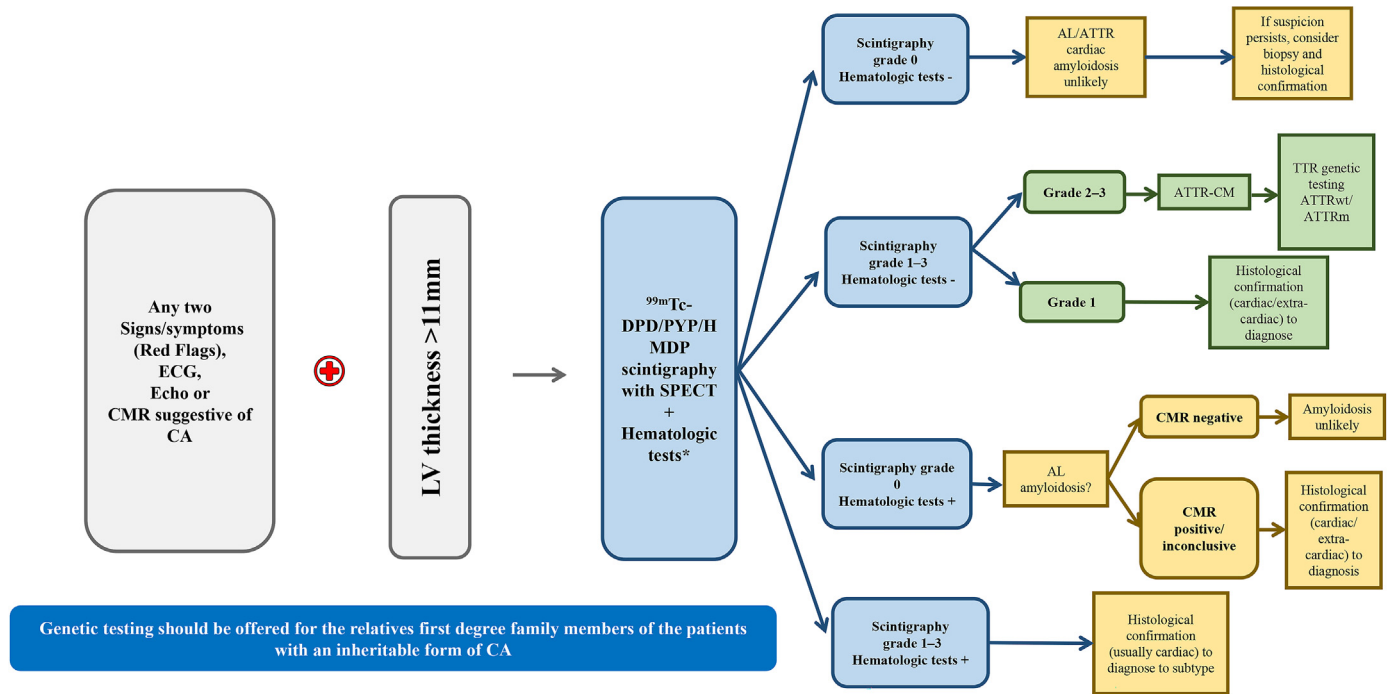 Any two
Signs/symptoms
(Red Flags),
ECG,
Echo or
CMR suggestive of
CA
LV thickness >11mm
⁹⁹ᵐTc-
DPD/PYP/H
MDP
scintigraphy
with SPECT
+
Hematologic
tests*
Scintigraphy
grade 0
Hematologic tests -
AL/ATTR
cardiac
amyloidosis
unlikely
If suspicion
persists, consider
biopsy and
histological
confirmation
Scintigraphy
grade 1–3
Hematologic tests -
Grade 2–3
ATTR-CM
TTR genetic
testing
ATTRwt/
ATTRm
Grade 1
Histological
confirmation
(cardiac/extra-
cardiac) to
diagnose
Scintigraphy grade
0
Hematologic tests +
AL
amyloidosis?
CMR negative
Amyloidosis
unlikely
CMR
positive/
inconclusive
Histological
confirmation
(cardiac/
extra-
cardiac) to
diagnosis
Scintigraphy
grade 1–3
Hematologic tests +
Histological
confirmation
(usually cardiac) to
diagnose to subtype
Genetic testing should be offered for the relatives first degree family members of the patients
with an inheritable form of CA